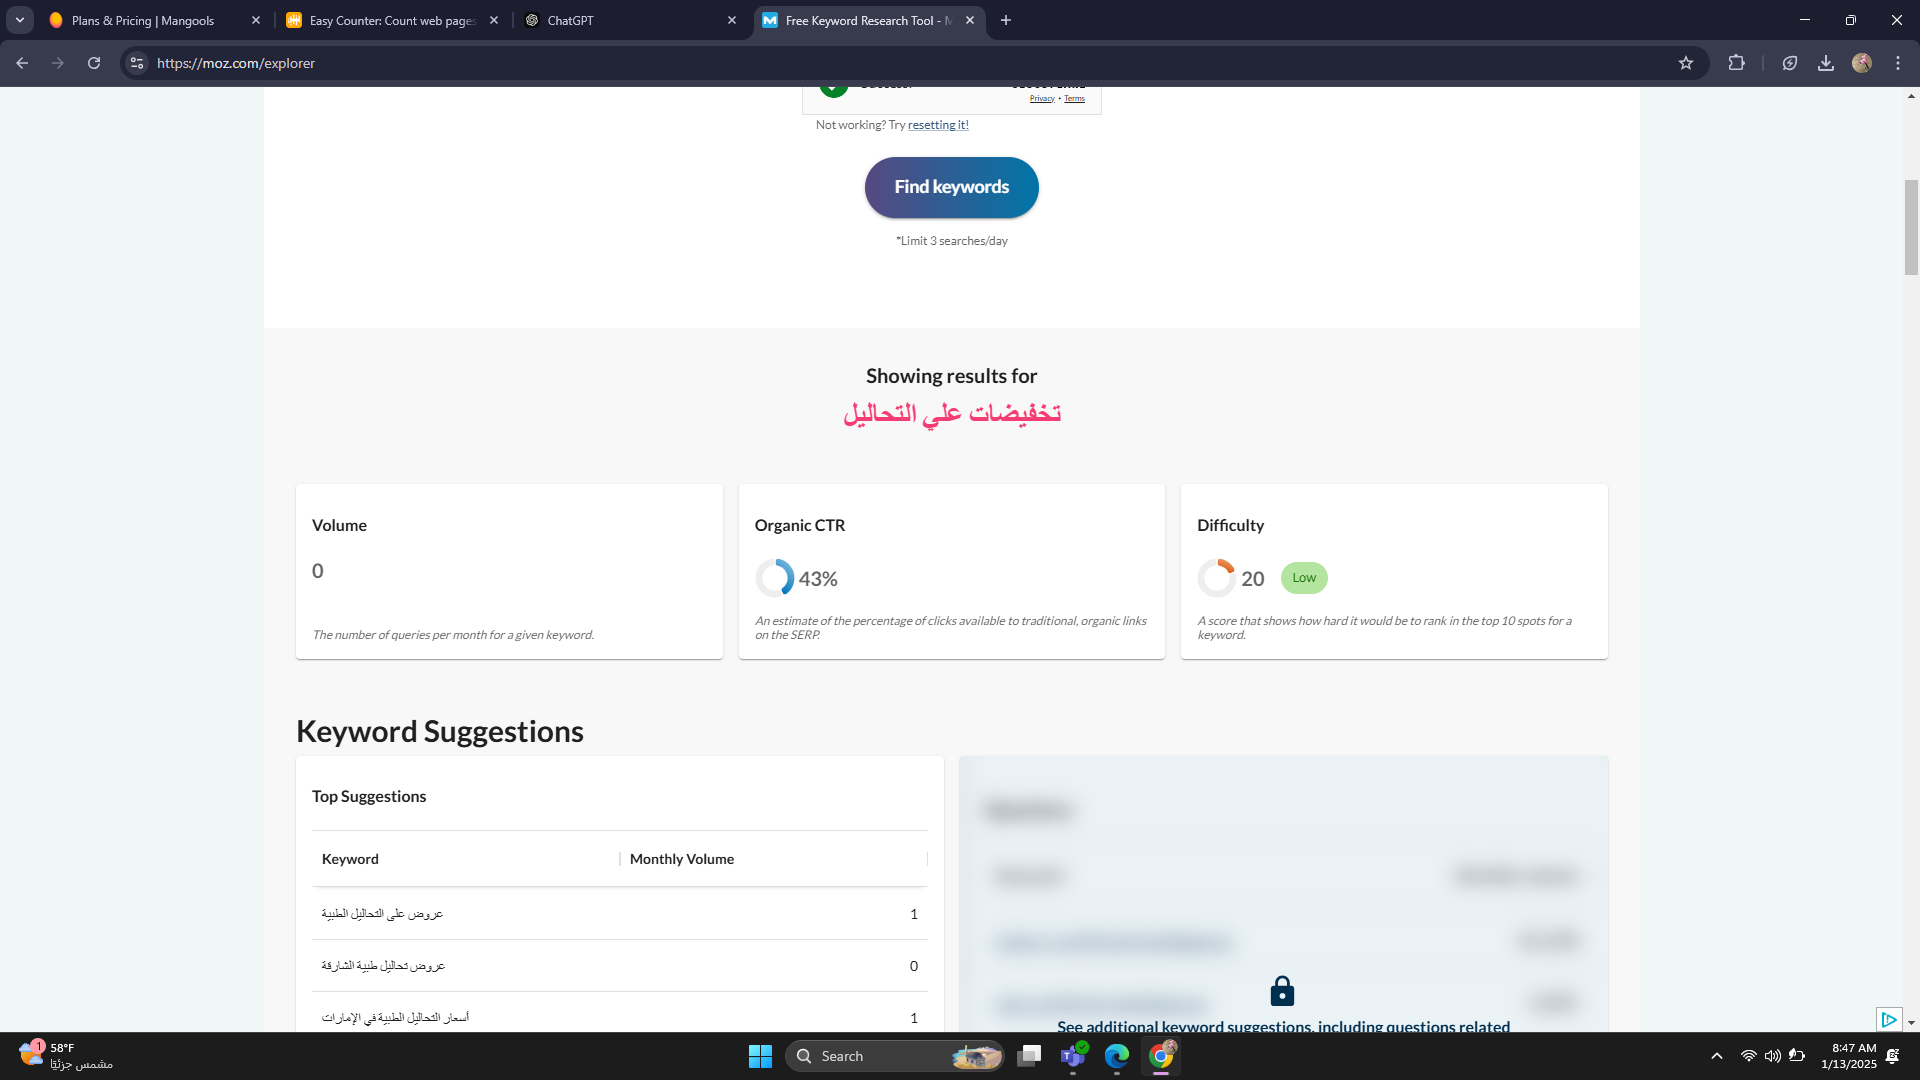 Plans & Pricing | Mangools
Easy Counter: Count web pages
ChatGPT
Free Keyword Research Tool - M
https://moz.com/explorer
Privacy • Terms
Not working? Try resetting it!
Find keywords
*Limit 3 searches/day
Showing results for
تخفيضات علي التحاليل
Volume
0
The number of queries per month for a given keyword.
Organic CTR
43%
An estimate of the percentage of clicks available to traditional, organic links
on the SERP.
Difficulty
20 Low
A score that shows how hard it would be to rank in the top 10 spots for a
keyword.
Keyword Suggestions
Top Suggestions
Keyword Monthly Volume
عروض على التحاليل الطبية 1
عروض تحاليل طبية الشارقة 0
أسعار التحاليل الطبية في الإمارات 1
See additional keyword suggestions, including questions related
1
58°F
مشمس جزئيًا
Search
8:47 AM
1/13/2025